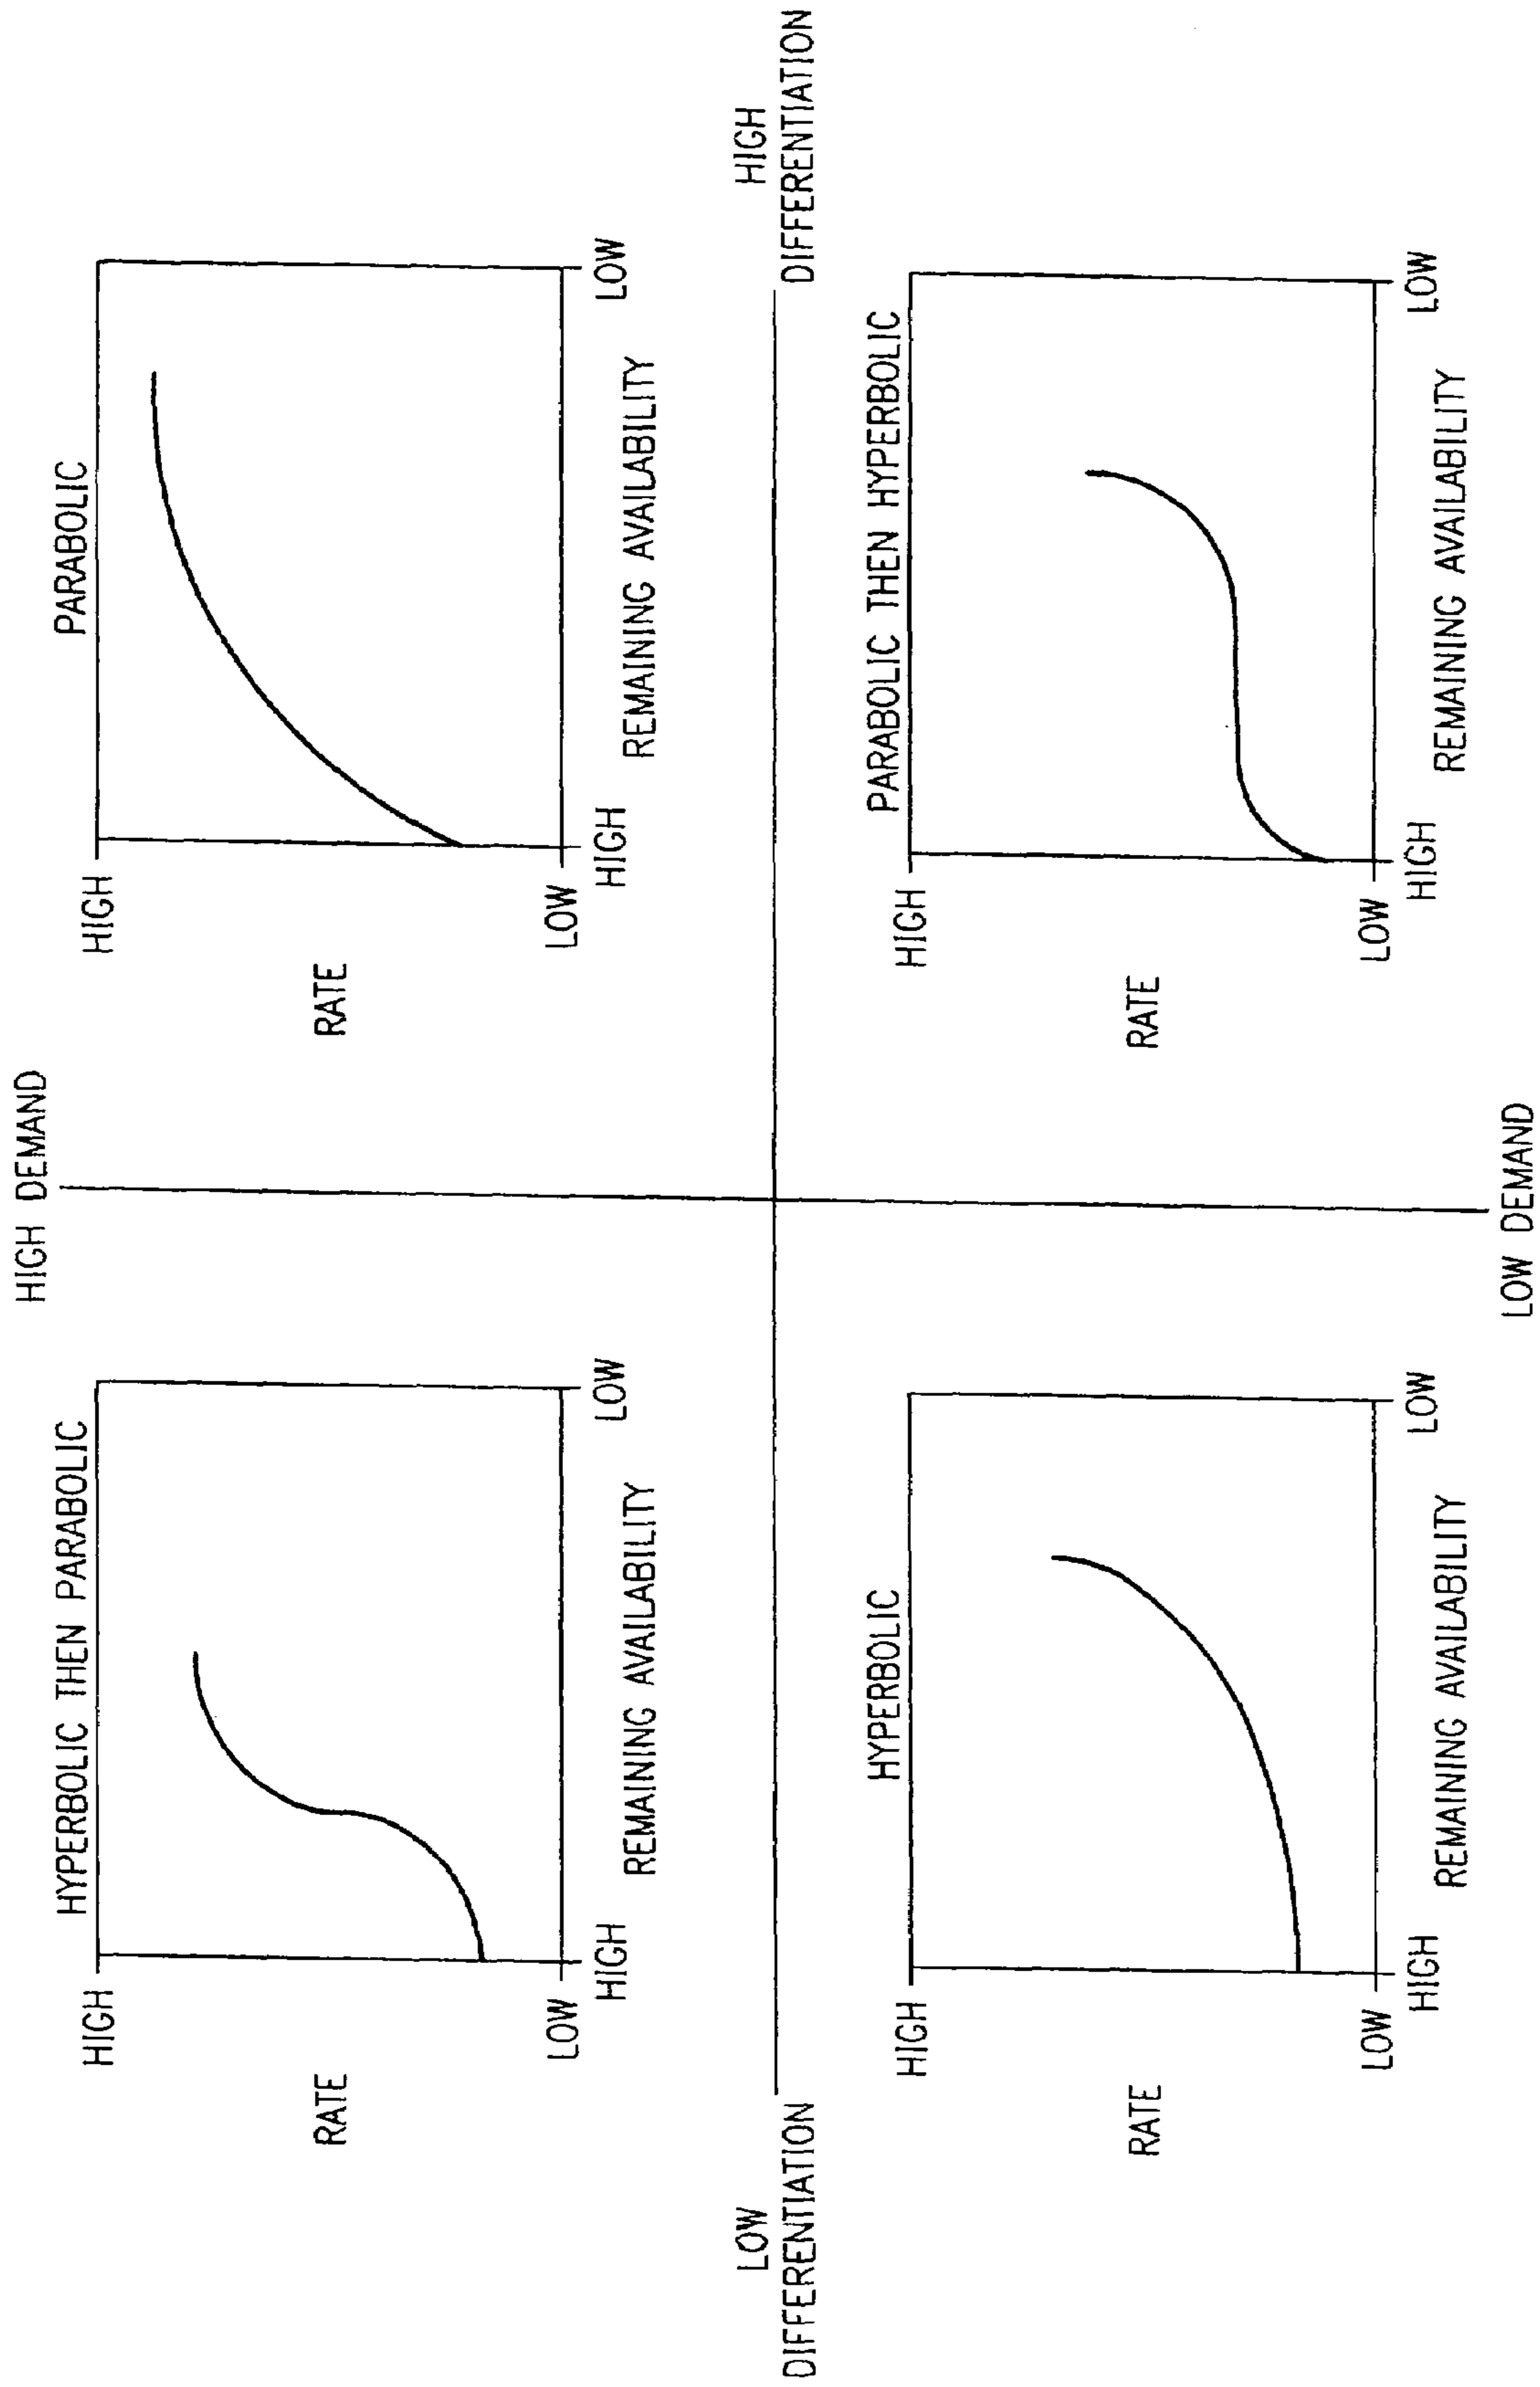 HIGH DEMAND
HYPERBOLIC THEN PARABOLIC
HIGH
RATE
LOW
HIGH
LOW
REMAINING AVAILABILITY
PARABOLIC
HIGH
RATE
LOW
HIGH
LOW
REMAINING AVAILABILITY
LOW
DIFFERENTIATION
HIGH
DIFFERENTIATION
HYPERBOLIC
HIGH
RATE
LOW
HIGH
LOW
REMAINING AVAILABILITY
PARABOLIC THEN HYPERBOLIC
HIGH
RATE
LOW
HIGH
LOW
REMAINING AVAILABILITY
LOW DEMAND